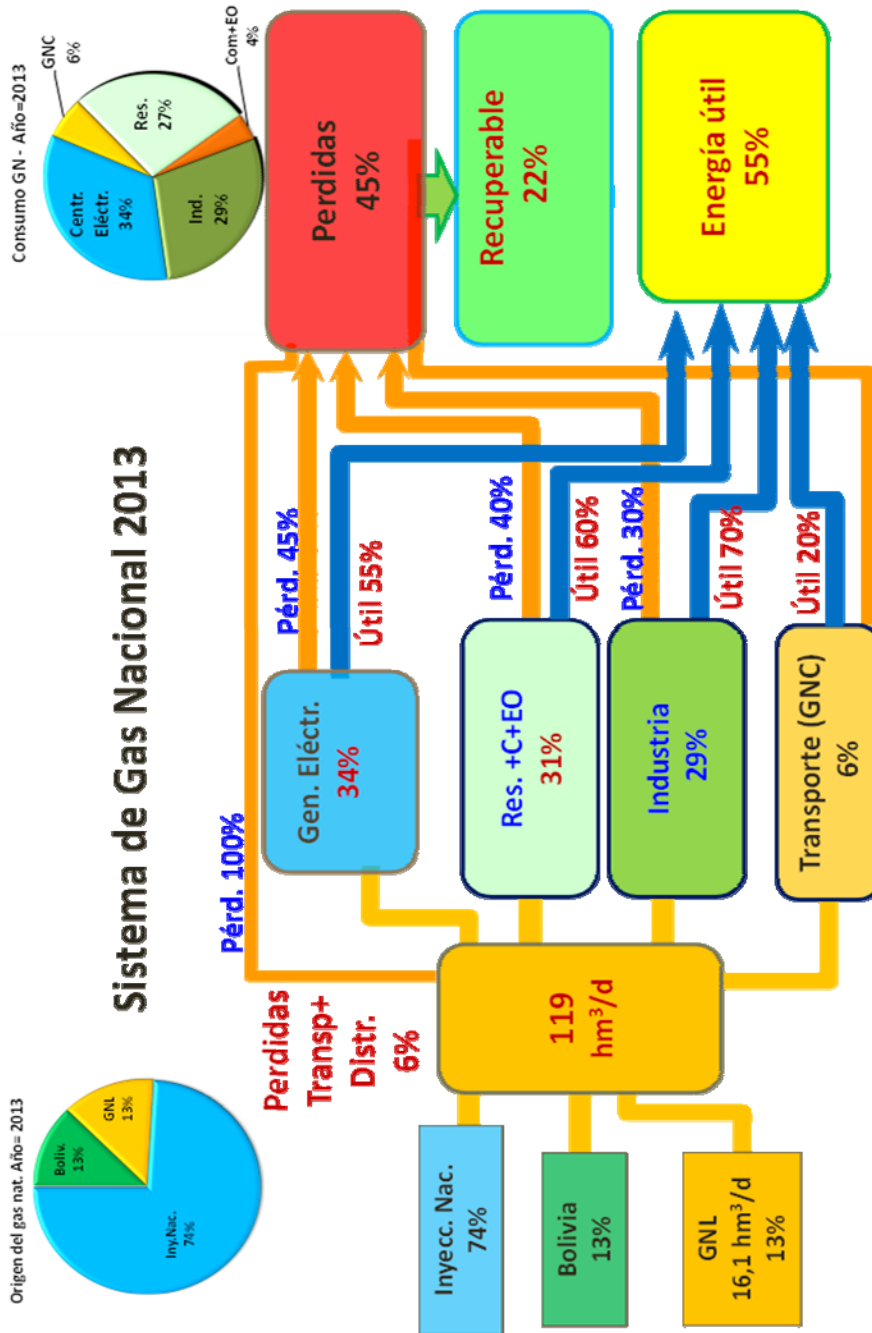 Sistema de Gas Nacional 2013
Origen del gas nat. Año= 2013
Boliv.
13%
GNL
13%
Iny.Nac.
74%
Consumo GN - Año=2013
GNC
6%
Centr.
Eléctr.
34%
Res.
27%
Ind.
29%
Com+EO
4%
Inyecc. Nac.
74%
Bolivia
13%
GNL
16,1 hm³/d
13%
Perdidas
Transp+
Distr.
6%
119
hm³/d
Pérd. 100%
Gen. Eléctr.
34%
Res. +C+EO
31%
Industria
29%
Transporte (GNC)
6%
Pérd. 45%
Útil 55%
Pérd. 40%
Útil 60%
Pérd. 30%
Útil 70%
Útil 20%
Perdidas
45%
Recuperable
22%
Energía útil
55%